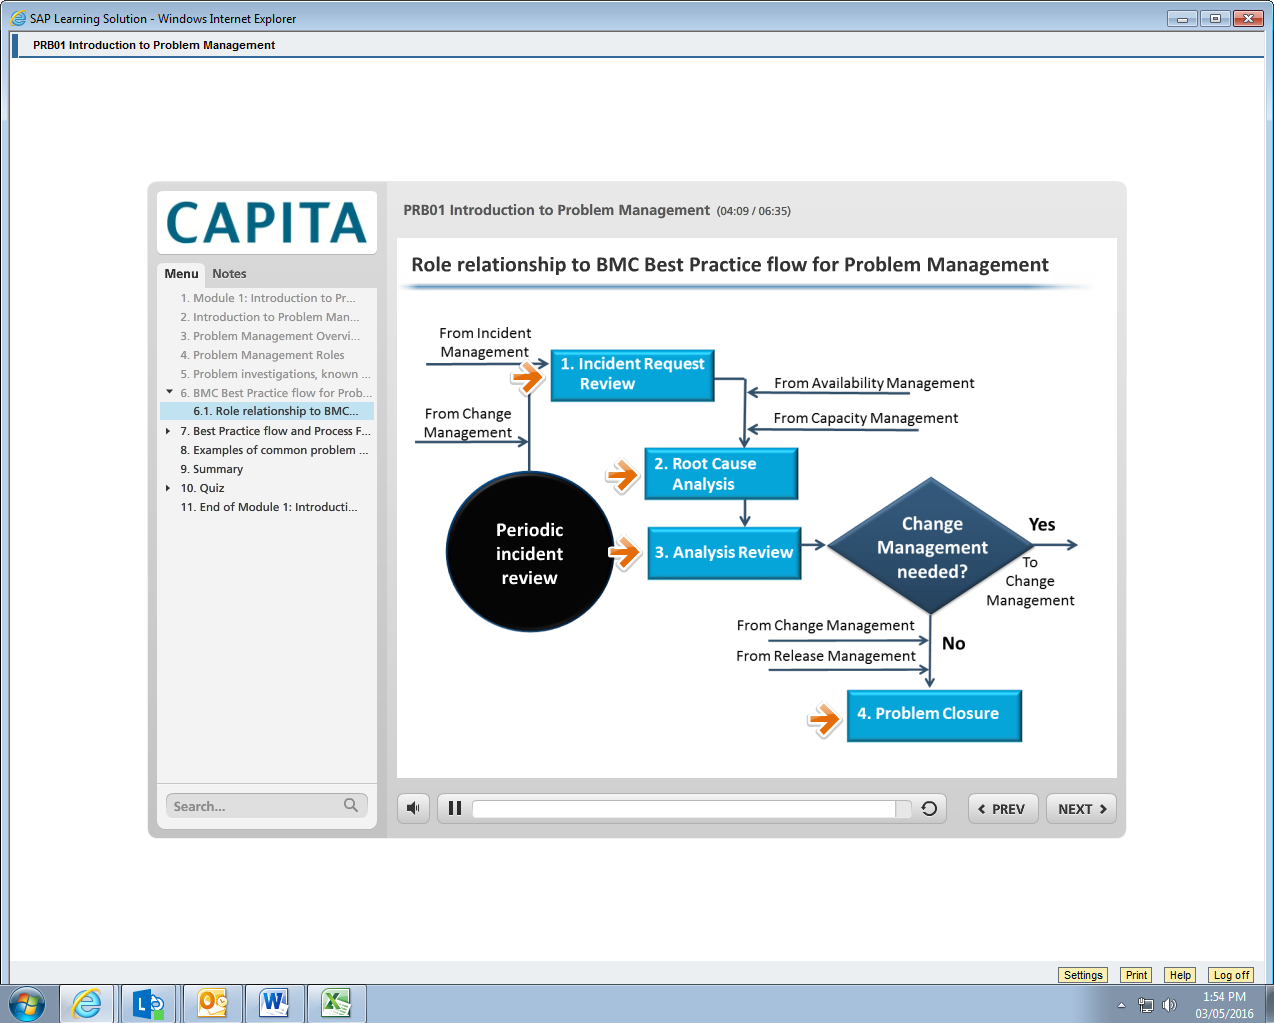 SAP Learning Solution - Windows Internet Explorer
PRB01 Introduction to Problem Management
CAPITA
PRB01 Introduction to Problem Management (04:09 / 06:35)
Menu Notes
1. Module 1: Introduction to Pr...
2. Introduction to Problem Man...
3. Problem Management Overvi...
4. Problem Management Roles
5. Problem investigations, known ...
6. BMC Best Practice flow for Prob...
6.1. Role relationship to BMC...
7. Best Practice flow and Process F...
8. Examples of common problem ...
9. Summary
10. Quiz
11. End of Module 1: Introducti...
Search...
Role relationship to BMC Best Practice flow for Problem Management
From Incident
Management
1. Incident Request
Review
From Availability Management
From Change
Management
From Capacity Management
2. Root Cause
Analysis
Periodic
incident
review
3. Analysis Review
Change
Management
needed?
Yes
To
Change
Management
From Change Management
No
From Release Management
4. Problem Closure
PREV
NEXT
Settings
Print
Help
Log off
1:54 PM
03/05/2016